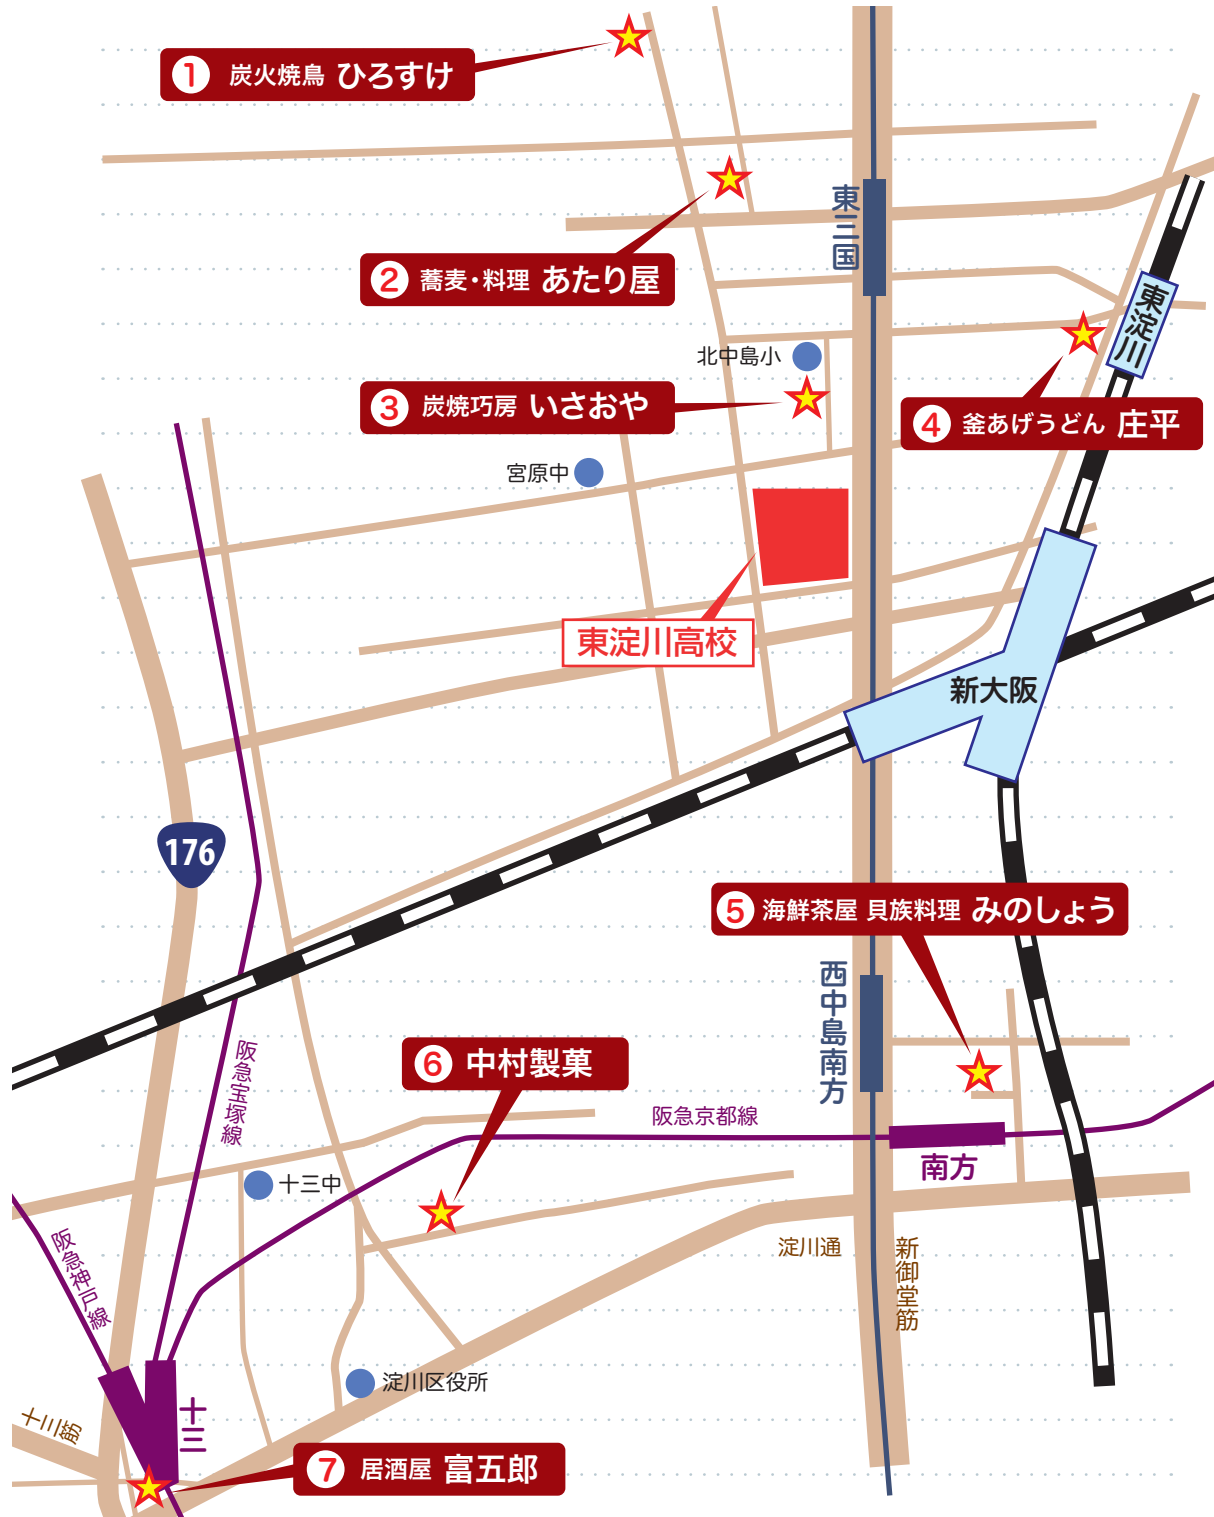 1 炭火焼鳥 ひろすけ
東三国
2 蕎麦・料理 あたり屋
東淀川
北中島小
3 炭焼巧房 いさおや
4 釜あげうどん 庄平
宮原中
東淀川高校
新大阪
176
5 海鮮茶屋 貝族料理 みのしょう
西中島南方
阪急宝塚線
6 中村製菓
阪急京都線
南方
十三中
阪急神戸線
淀川通
新御堂筋
淀川区役所
十三
十三筋
7 居酒屋 富五郎